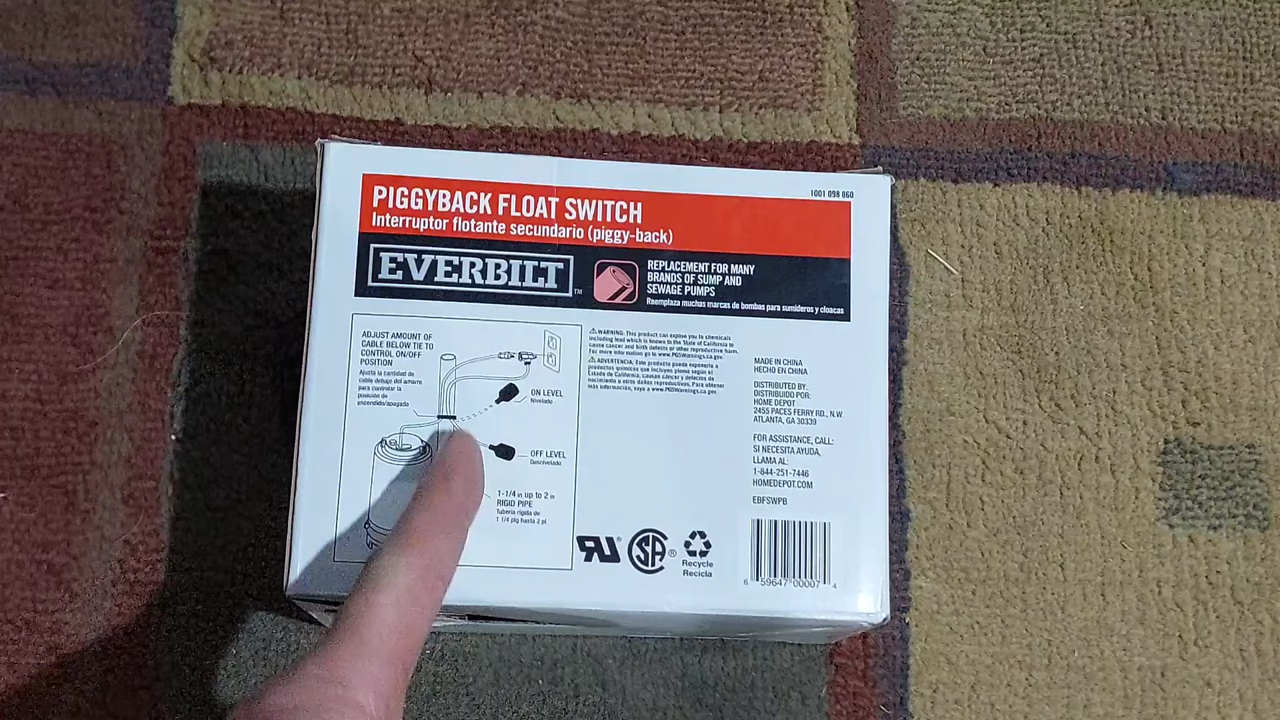 1001 098 860
PIGGYBACK FLOAT SWITCH
Interruptor flotante secundario (piggy-back)
EVERBILT™
REPLACEMENT FOR MANY
BRANDS OF SUMP AND
SEWAGE PUMPS
Reemplaza muchas marcas de bombas para sumideros y cloacas
ADJUST AMOUNT OF
CABLE BELOW TIE TO
CONTROL ON/OFF
POSITION
Ajusta la cantidad de
cable debajo del amarre
para controlar la
posición de
encendido/apagado
ON LEVEL
Nivelado
OFF LEVEL
Desnivelado
1-1/4 in up to 2 in
RIGID PIPE
Tubería rígida de
1 1/4 plg hasta 2 pl
WARNING: This product can expose you to chemicals
including lead which is known to the State of California to
cause cancer and birth defects or other reproductive harm.
For more information go to www.P65Warnings.ca.gov
ADVERTENCIA: Este producto puede exponerlo a
productos químicos que incluyen plomo según el
Estado de California, causan cáncer y defectos de
nacimiento u otros daños reproductivos. Para obtener
más información, vaya a www.P65Warnings.ca.gov.
MADE IN CHINA
HECHO EN CHINA
DISTRIBUTED BY:
DISTRIBUIDO POR:
HOME DEPOT
2455 PACES FERRY RD., N.W.
ATLANTA, GA 30339
FOR ASSISTANCE, CALL:
SI NECESITA AYUDA,
LLAMA AL:
1-844-251-7446
HOMEDEPOT.COM
EBFSWPB
SA®
Recycle
Recicla
6 59647 00007 4